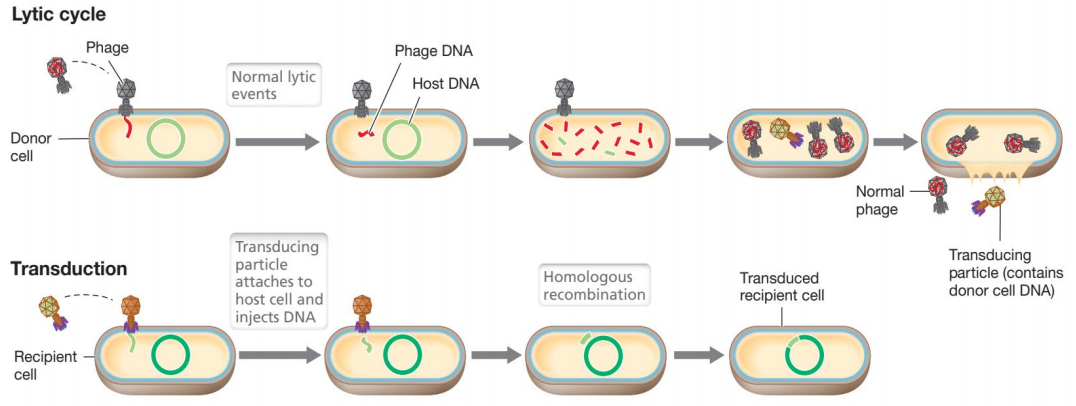 Lytic cycle
Phage
Phage DNA
Host DNA
Normal lytic
events
Donor
cell
Normal
phage
Transducing
particle (contains
donor cell DNA)
Transduction
Transducing
particle
attaches to
host cell and
injects DNA
Homologous
recombination
Transduced
recipient cell
Recipient
cell